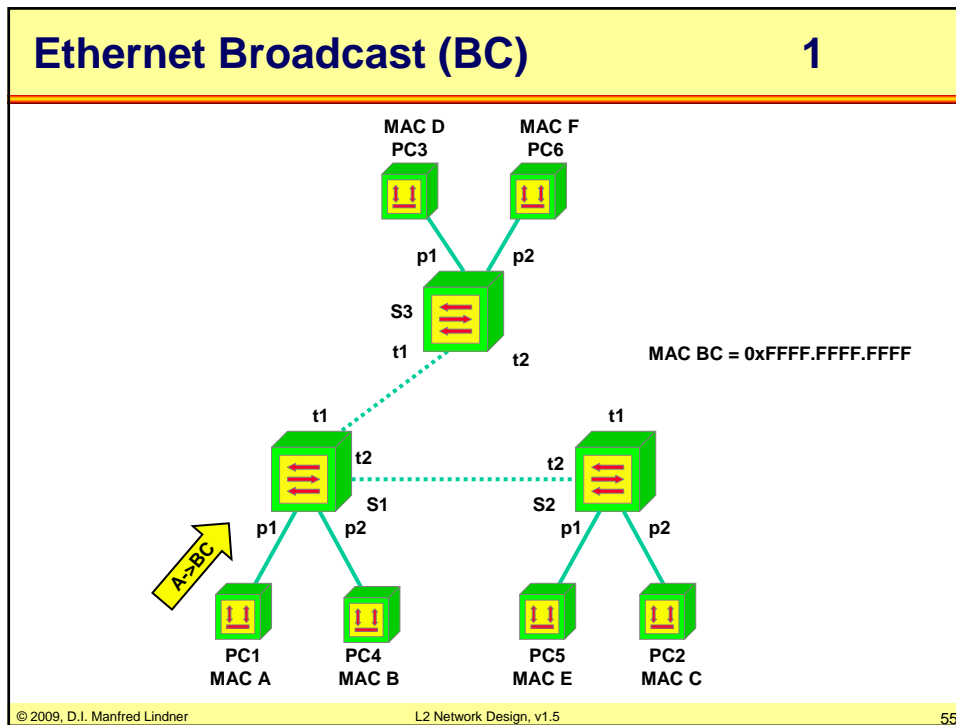 Ethernet Broadcast (BC) 1
MAC D MAC F
PC3 PC6
p1 p2
S3
t1 t2
MAC BC = 0xFFFF.FFFF.FFFF
t1 t1
t2 t2
S1 S2
p1 p2 p1 p2
A->BC
PC1 PC4 PC5 PC2
MAC A MAC B MAC E MAC C
© 2009, D.I. Manfred Lindner L2 Network Design, v1.5 55